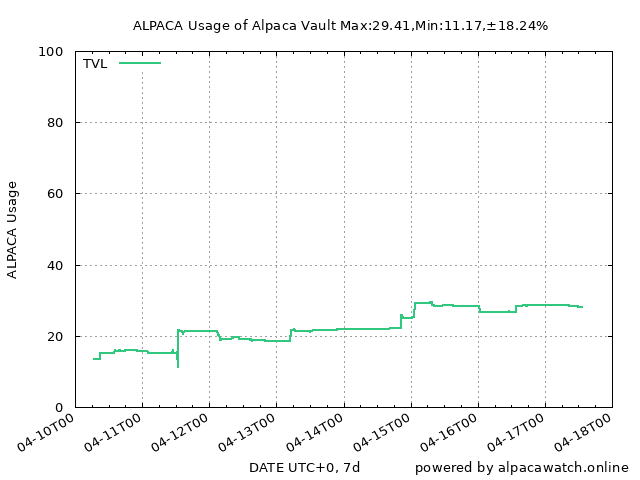 ALPACA Usage of Alpaca Vault Max:29.41,Min:11.17,±18.24%
TVL
100
80
60
40
20
0
ALPACA Usage
04-10T00
04-11T00
04-12T00
04-13T00
04-14T00
04-15T00
04-16T00
04-17T00
04-18T00
DATE UTC+0, 7d
powered by alpacawatch.online